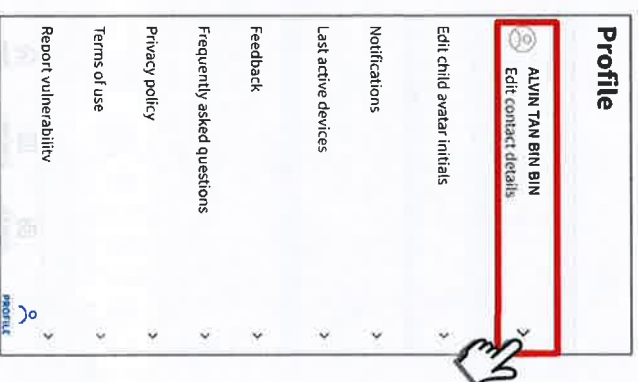 Profile
ALVIN TAN BIN BIN
Edit contact details
Edit child avatar initials
Notifications
Last active devices
Feedback
Frequently asked questions
Privacy policy
Terms of use
Report vulnerability
PROFILE